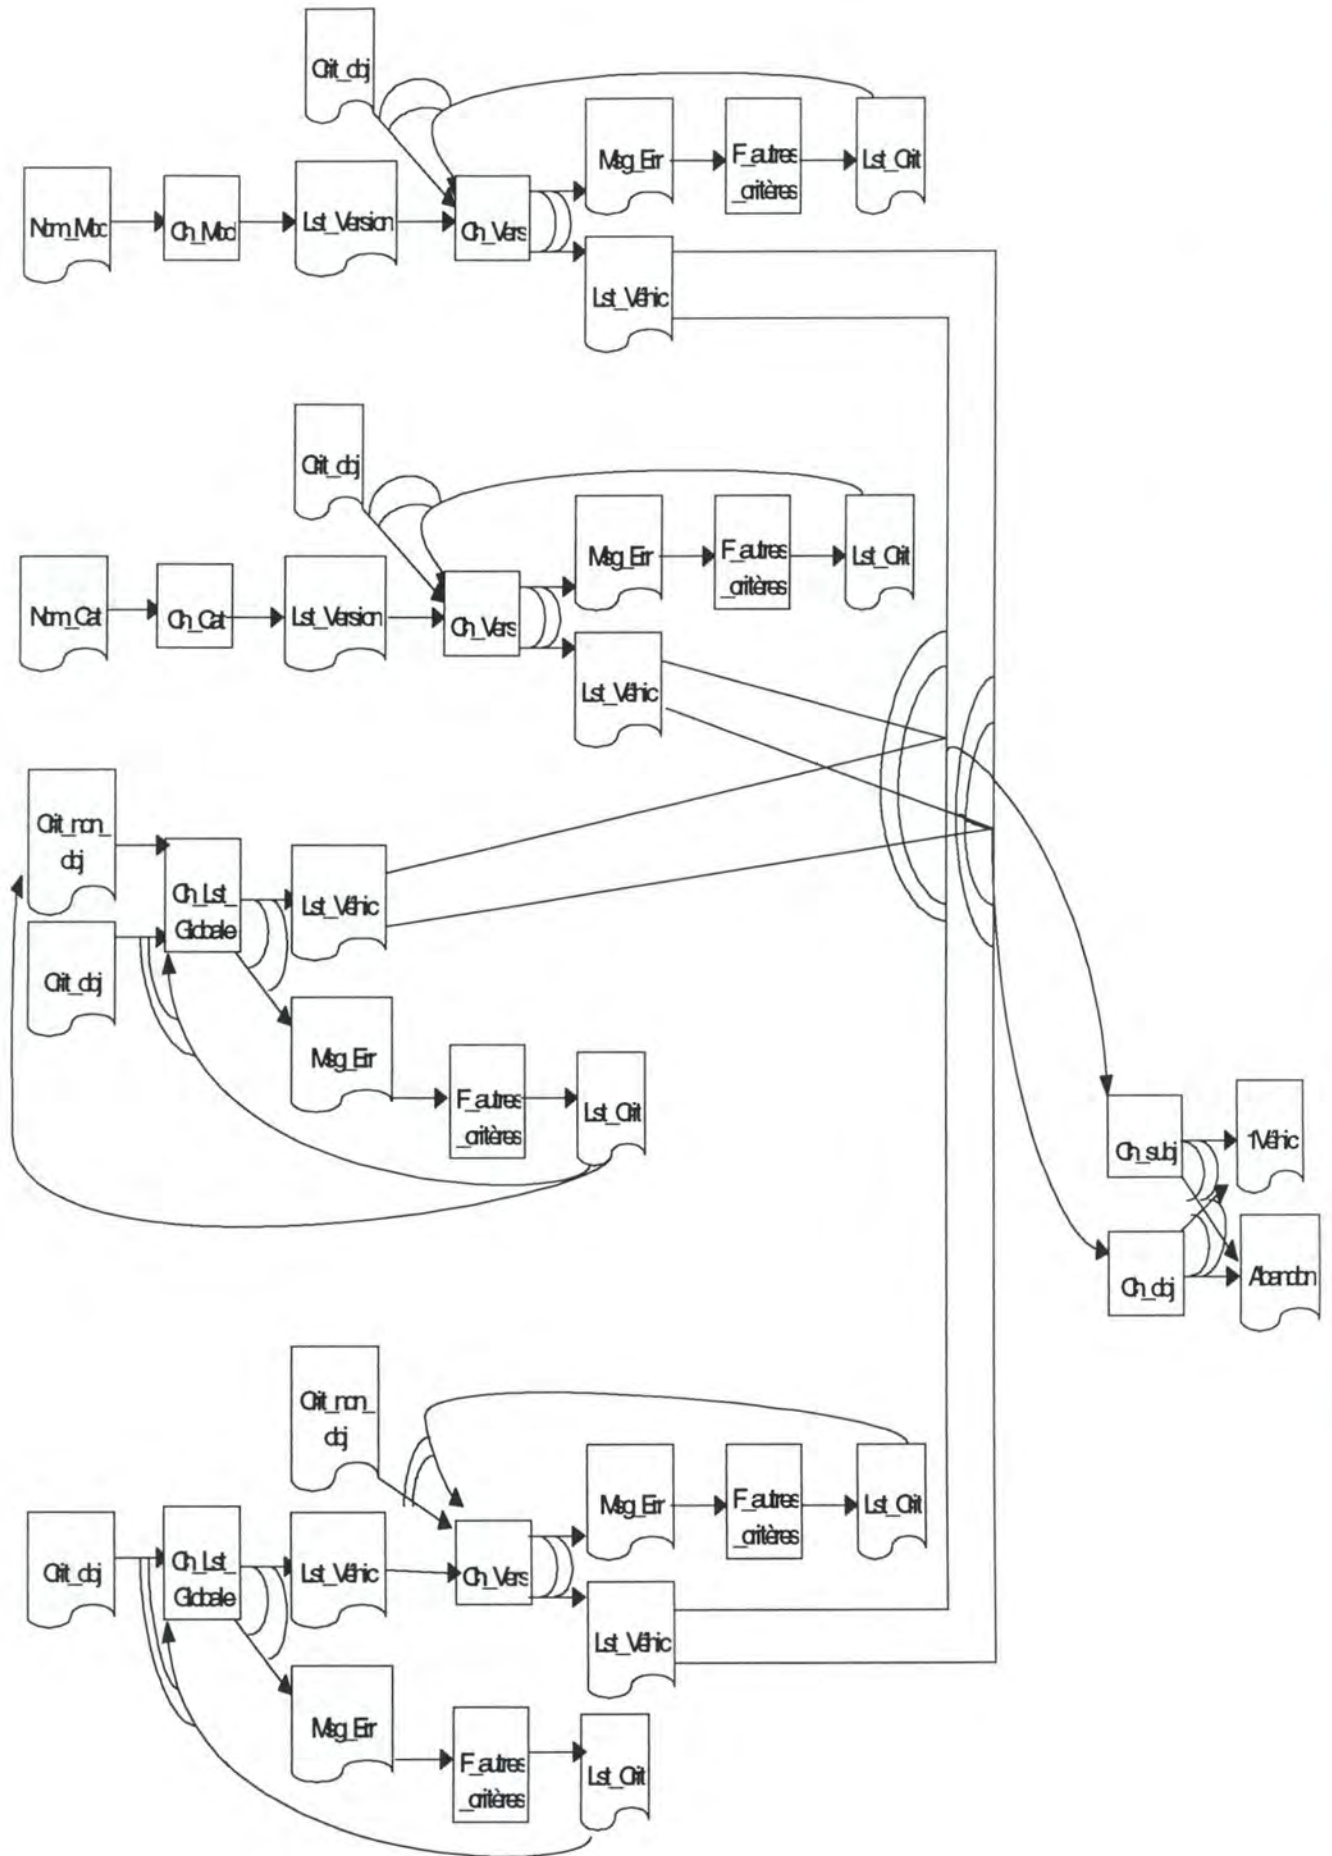 Crit_obj
Msg_Err
F_autres
_critères
Lst_Crit
Nom_Mod
Ch_Mod
Lst_Version
Ch_Vers
Lst_Véhic
Crit_obj
Msg_Err
F_autres
_critères
Lst_Crit
Nom_Cat
Ch_Cat
Lst_Version
Ch_Vers
Lst_Véhic
Crit_non_
obj
Ch_Lst_
Globale
Lst_Véhic
Crit_obj
Msg_Err
F_autres
_critères
Lst_Crit
Ch_subj
1Véhic
Ch_obj
Abandon
Crit_non_
obj
Msg_Err
F_autres
_critères
Lst_Crit
Crit_obj
Ch_Lst_
Globale
Lst_Véhic
Ch_Vers
Lst_Véhic
Msg_Err
F_autres
_critères
Lst_Crit